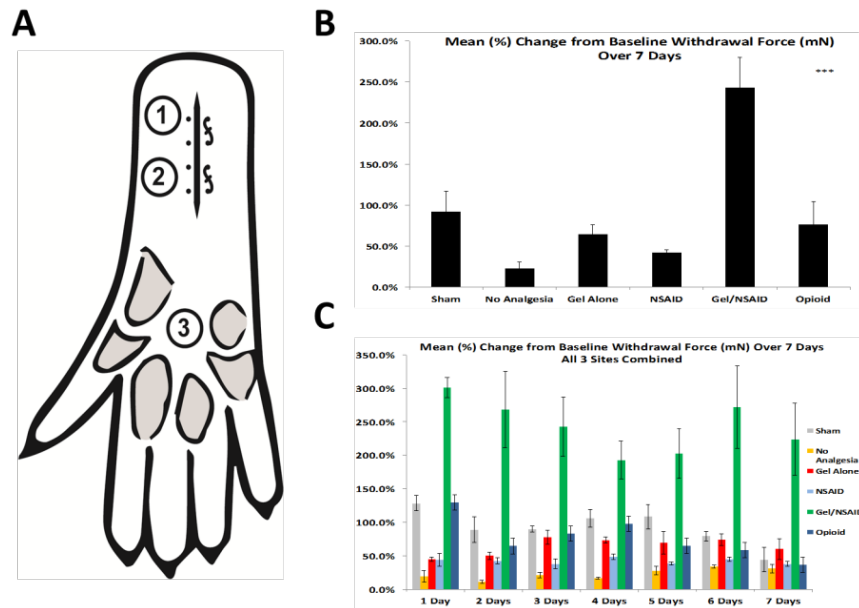 A
1
2
3
B
Mean (%) Change from Baseline Withdrawal Force (mN)
Over 7 Days
300.0%
250.0%
200.0%
150.0%
100.0%
50.0%
0.0%
***
Sham No Analgesia Gel Alone NSAID Gel/NSAID Opioid
C
Mean (%) Change from Baseline Withdrawal Force (mN) Over 7 Days
All 3 Sites Combined
350.0%
300.0%
250.0%
200.0%
150.0%
100.0%
50.0%
0.0%
1 Day 2 Days 3 Days 4 Days 5 Days 6 Days 7 Days
Sham
No
Analgesia
Gel Alone
NSAID
Gel/NSAID
Opioid